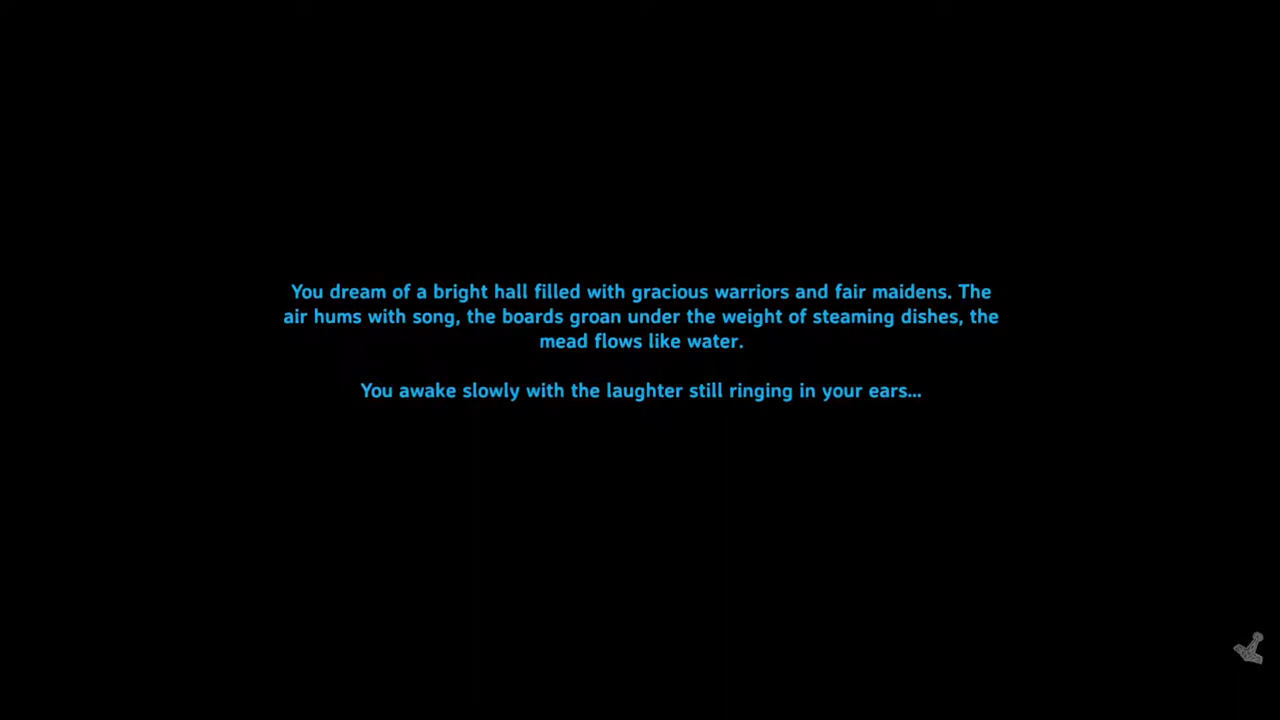 You dream of a bright hall filled with gracious warriors and fair maidens. The
air hums with song, the boards groan under the weight of steaming dishes, the
mead flows like water.
You awake slowly with the laughter still ringing in your ears...